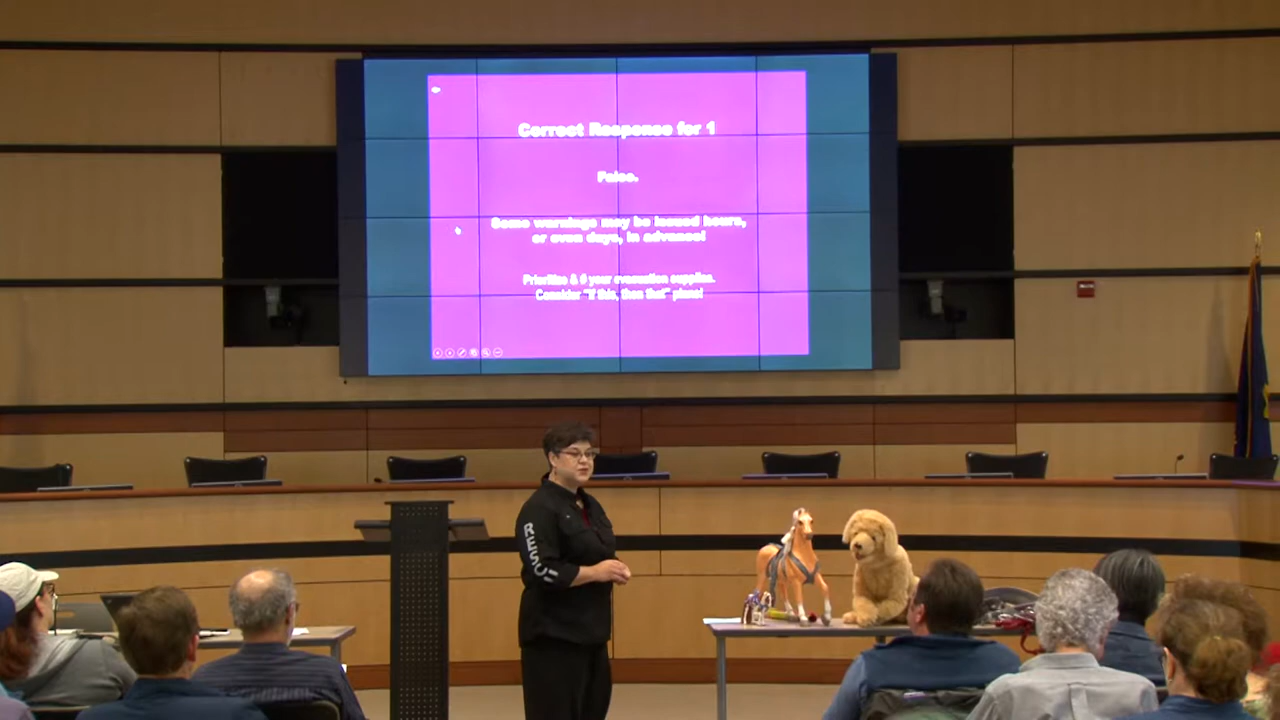 Correct Response for 1
False.
Some warnings may be issued hours,
or even days, in advance!
Prioritize & your evacuation supplies.
Consider "if this, then that" plans!
RESCU